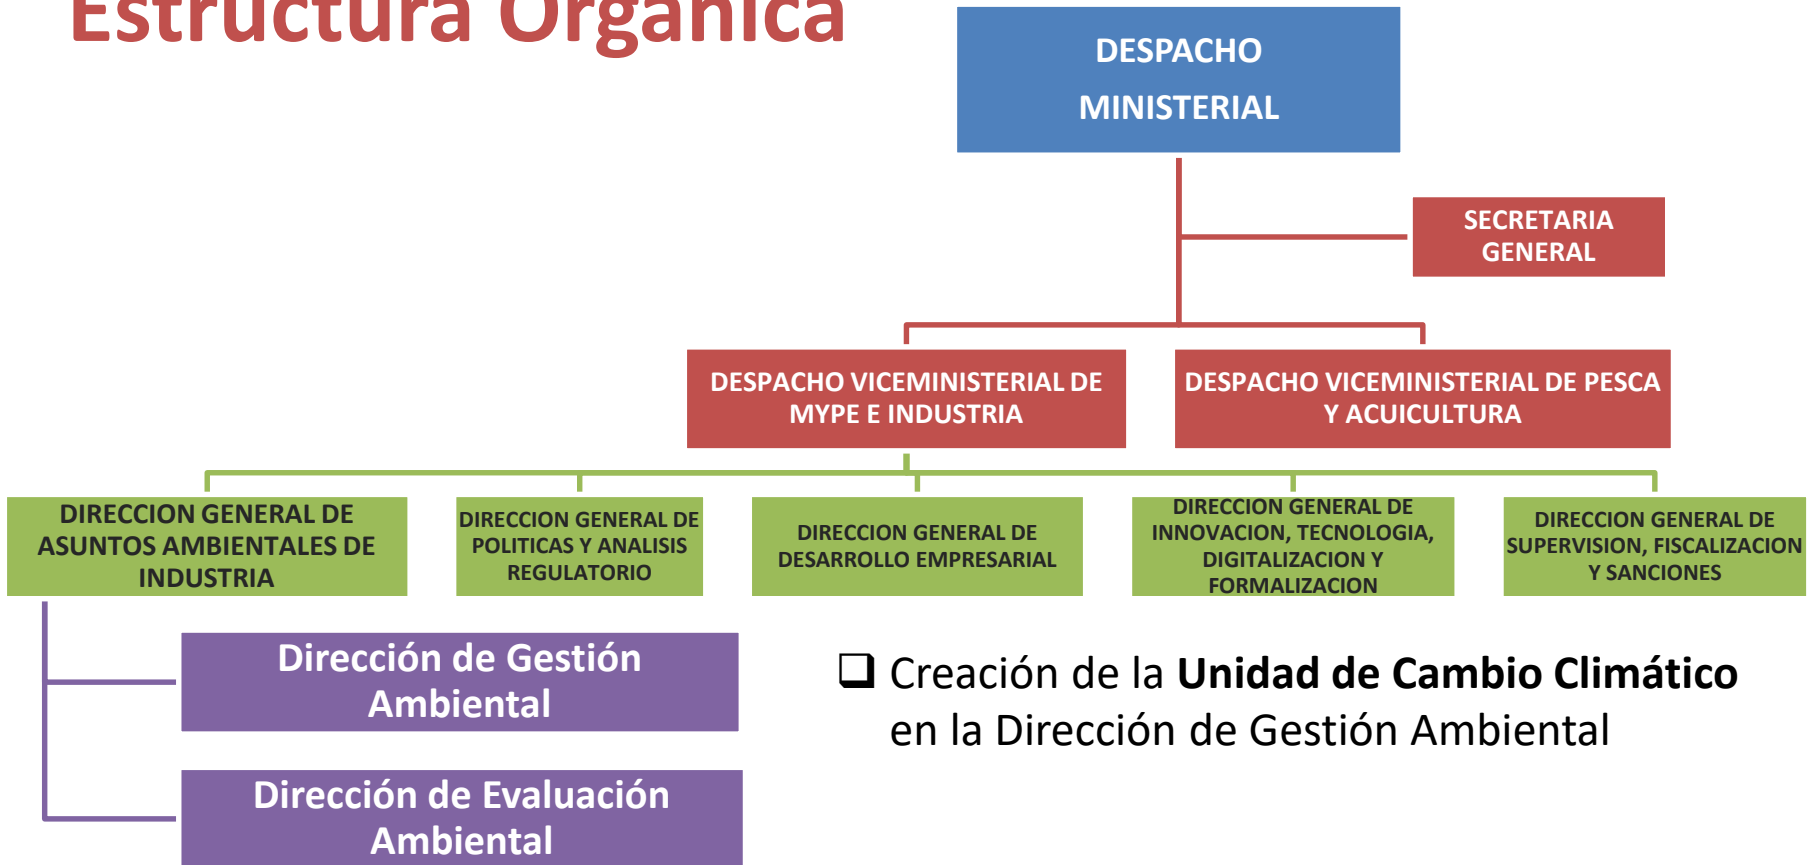 Estructura Orgánica
DESPACHO
MINISTERIAL
SECRETARIA
GENERAL
DESPACHO VICEMINISTERIAL DE
MYPE E INDUSTRIA
DESPACHO VICEMINISTERIAL DE PESCA
Y ACUICULTURA
DIRECCION GENERAL DE
ASUNTOS AMBIENTALES DE
INDUSTRIA
DIRECCION GENERAL DE
POLITICAS Y ANALISIS
REGULATORIO
DIRECCION GENERAL DE
DESARROLLO EMPRESARIAL
DIRECCION GENERAL DE
INNOVACION, TECNOLOGIA,
DIGITALIZACION Y
FORMALIZACION
DIRECCION GENERAL DE
SUPERVISION, FISCALIZACION
Y SANCIONES
Dirección de Gestión
Ambiental
Dirección de Evaluación
Ambiental
❑ Creación de la Unidad de Cambio Climático
en la Dirección de Gestión Ambiental